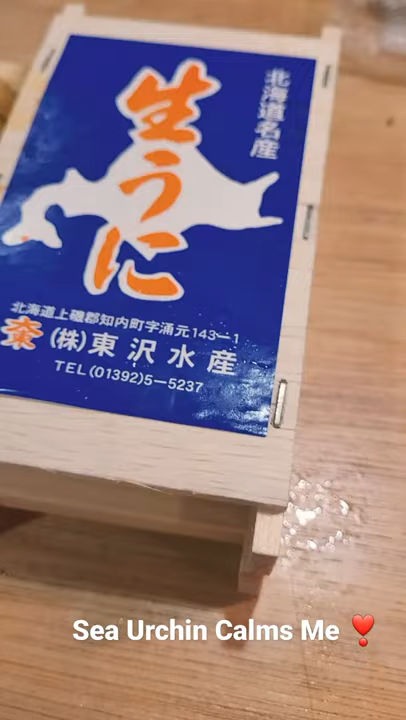 北海道名産
生うに
北海道上磯郡知内町字涌元143-1
(株)東沢水産
TEL(01392)5-5237
Sea Urchin Calms Me ❣️